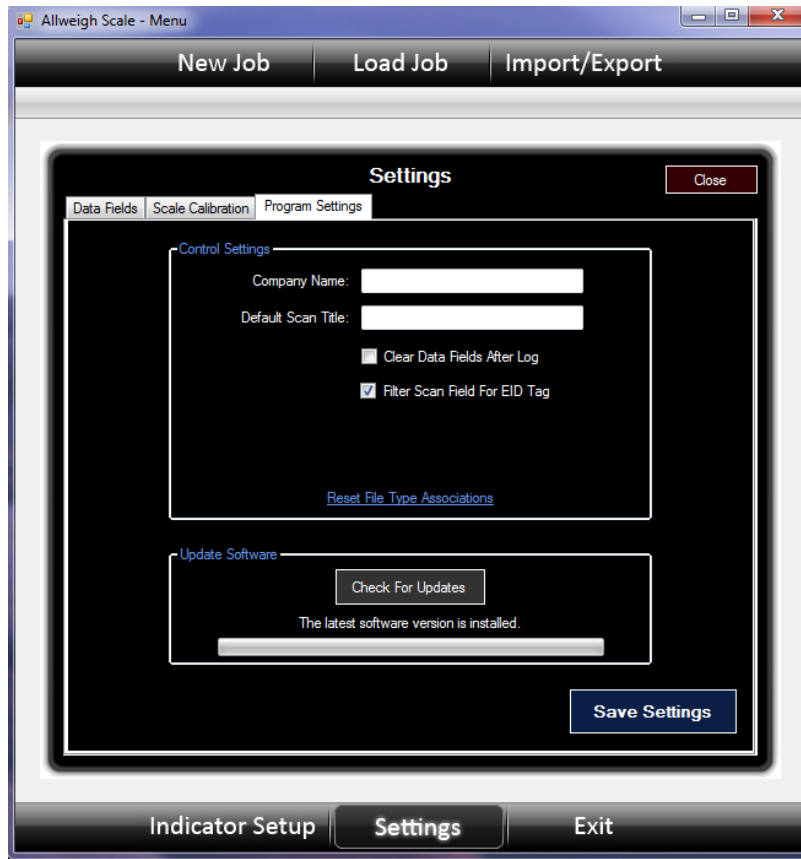 Allweigh Scale - Menu
New Job Load Job Import/Export
Settings
Close
Data Fields Scale Calibration Program Settings
Control Settings
Company Name:
Default Scan Title:
Clear Data Fields After Log
Filter Scan Field For EID Tag
Reset File Type Associations
Update Software
Check For Updates
The latest software version is installed.
Save Settings
Indicator Setup Settings Exit